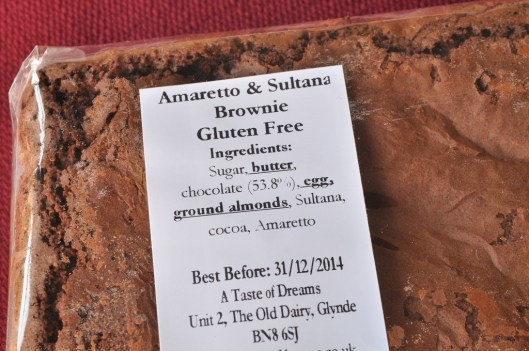 Amaretto & Sultana
Brownie
Gluten Free
Ingredients:
Sugar, butter,
chocolate (53.8%), egg,
ground almonds, Sultana,
cocoa, Amaretto
Best Before: 31/12/2014
A Taste of Dreams
Unit 2, The Old Dairy, Glynde
BN8 6SJ